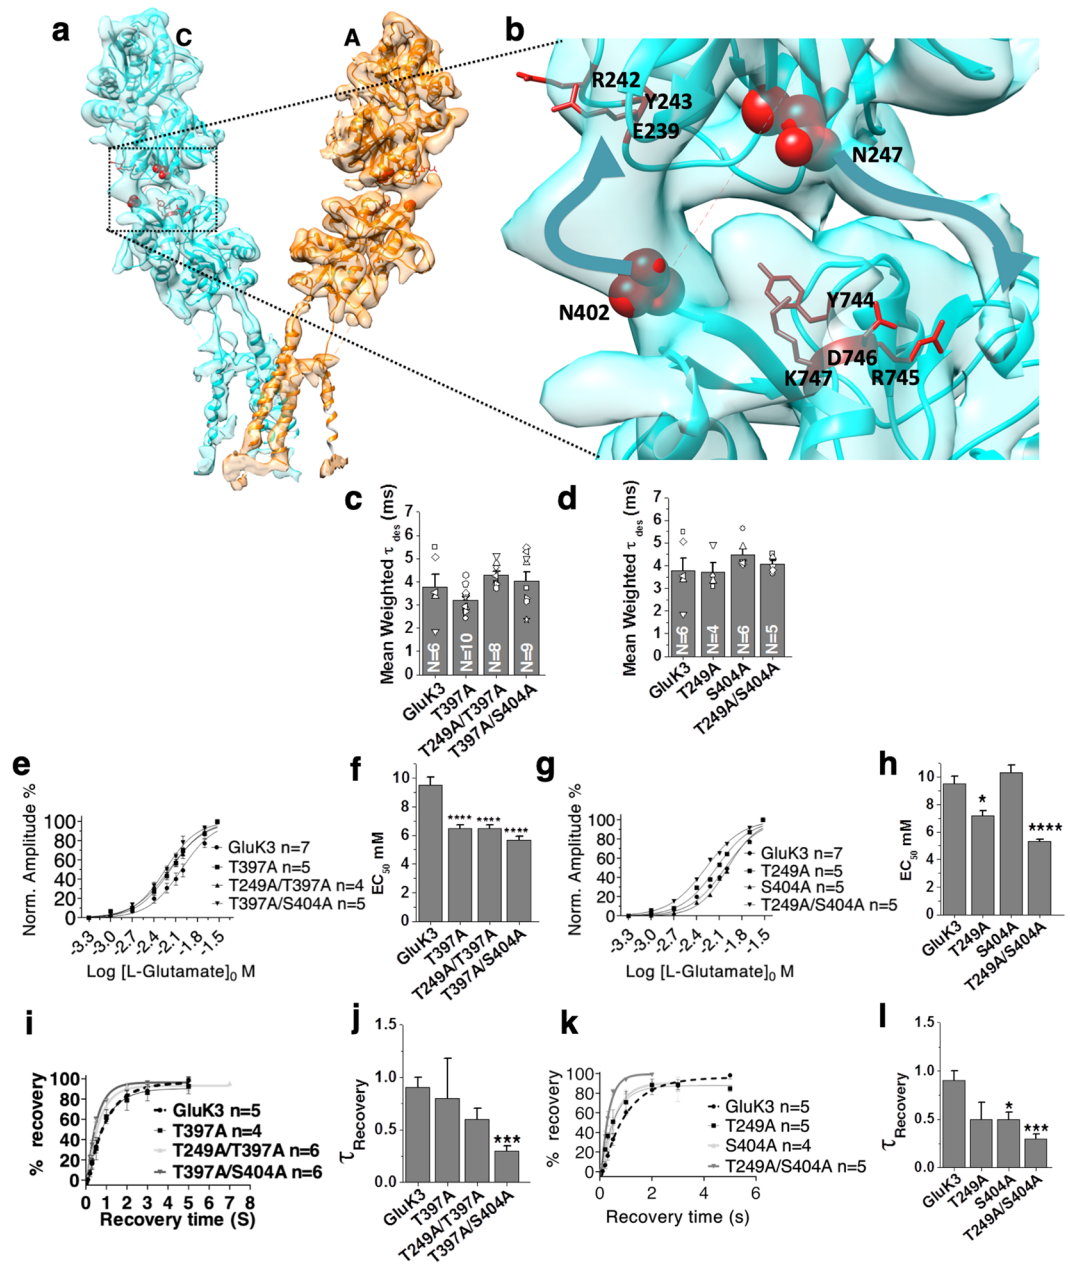 a
C
A
b
R242
Y243
E239
N247
N402
Y744
D746
K747
R745
c
Mean Weighted τ des (ms)
7
6
5
4
3
2
1
0
N=6
N=10
N=8
N=9
GluK3
T397A
T249A/T397A
T397A/S404A
d
Mean Weighted τ des (ms)
7
6
5
4
3
2
1
0
N=6
N=4
N=6
N=5
GluK3
T249A
S404A
T249A/S404A
e
Norm. Amplitude %
100
80
60
40
20
0
GluK3 n=7
T397A n=5
T249A/T397A n=4
T397A/S404A n=5
-3.3 -3.0 -2.7 -2.4 -2.1 -1.8 -1.5
Log [L-Glutamate]0 M
f
EC50 mM
10
8
6
4
2
0
**** **** ****
GluK3
T397A
T249A/T397A
T397A/S404A
g
Norm. Amplitude %
100
80
60
40
20
0
GluK3 n=7
T249A n=5
S404A n=5
T249A/S404A n=5
-3.3 -3.0 -2.7 -2.4 -2.1 -1.8 -1.5
Log [L-Glutamate]0 M
h
EC50 mM
10
8
6
4
2
0
*
****
GluK3
T249A
S404A
T249A/S404A
i
% recovery
100
80
60
40
20
0
GluK3 n=5
T397A n=4
T249A/T397A n=6
T397A/S404A n=6
0 1 2 3 4 5 6 7 8
Recovery time (S)
j
τRecovery
1.5
1.0
0.5
0.0
***
GluK3
T397A
T249A/T397A
T397A/S404A
k
% recovery
100
80
60
40
20
0
GluK3 n=5
T249A n=5
S404A n=4
T249A/S404A n=5
0 2 4 6
Recovery time (s)
l
τRecovery
1.5
1.0
0.5
0.0
*
***
GluK3
T249A
S404A
T249A/S404A